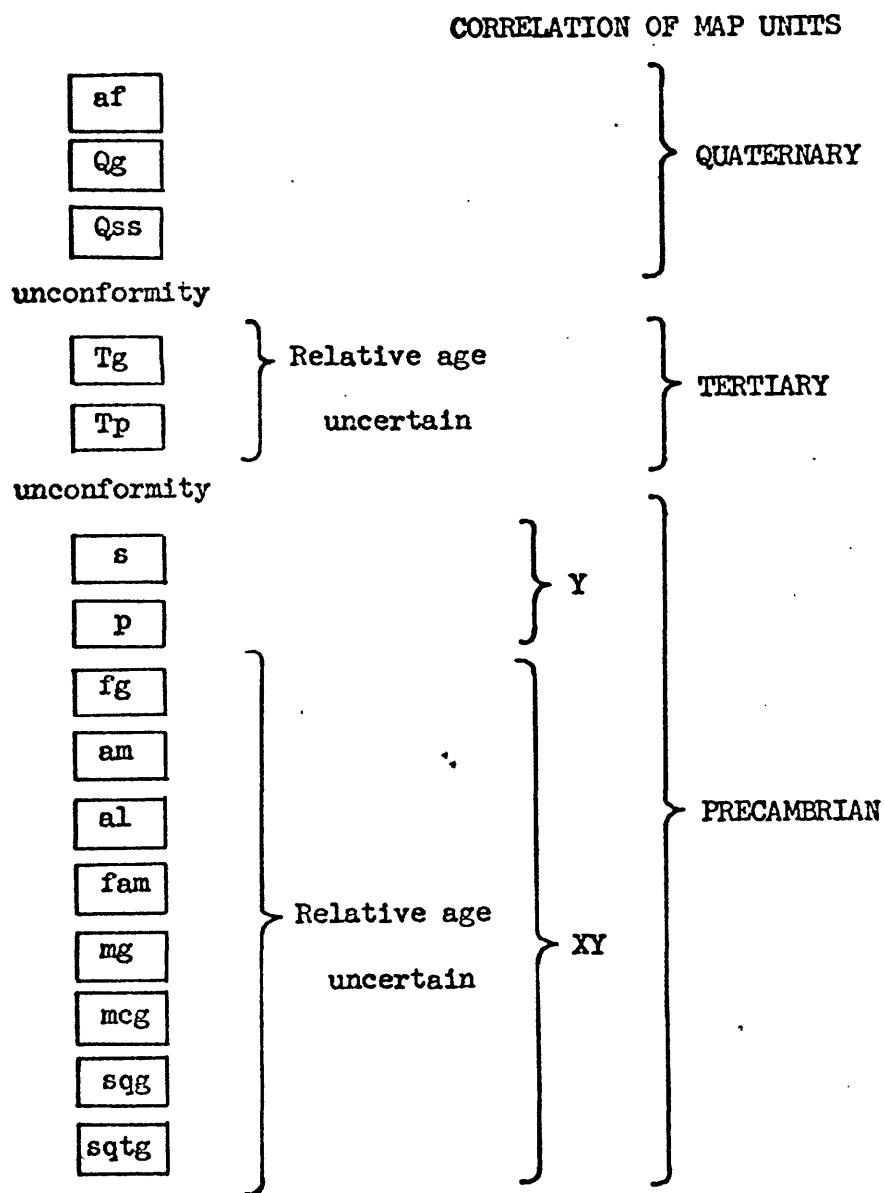 CORRELATION OF MAP UNITS
af
Qg
QUATERNARY
Qss
unconformity
Tg
Relative age
TERTIARY
Tp
uncertain
unconformity
s
Y
p
fg
am
al
PRECAMBRIAN
fam
Relative age
mg
XY
uncertain
mcg
sqg
sqtg